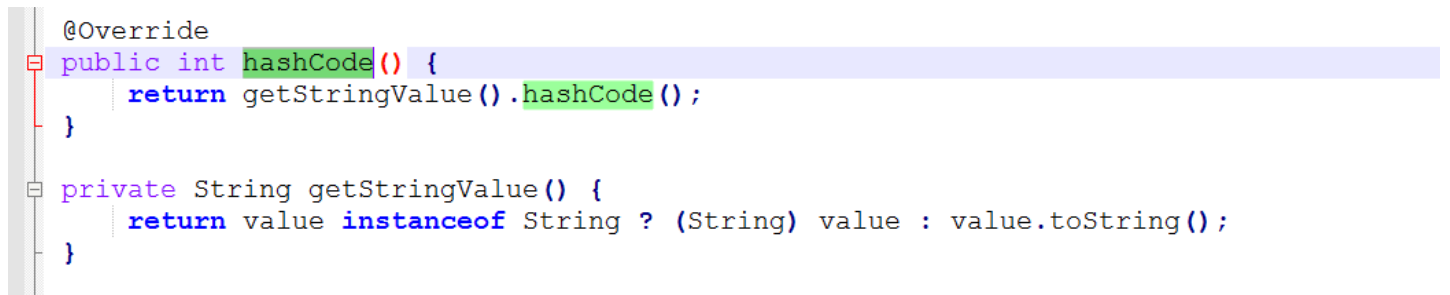 @Override
public int hashCode() {
return getStringValue().hashCode();
}
private String getStringValue() {
return value instanceof String ? (String) value : value.toString();
}